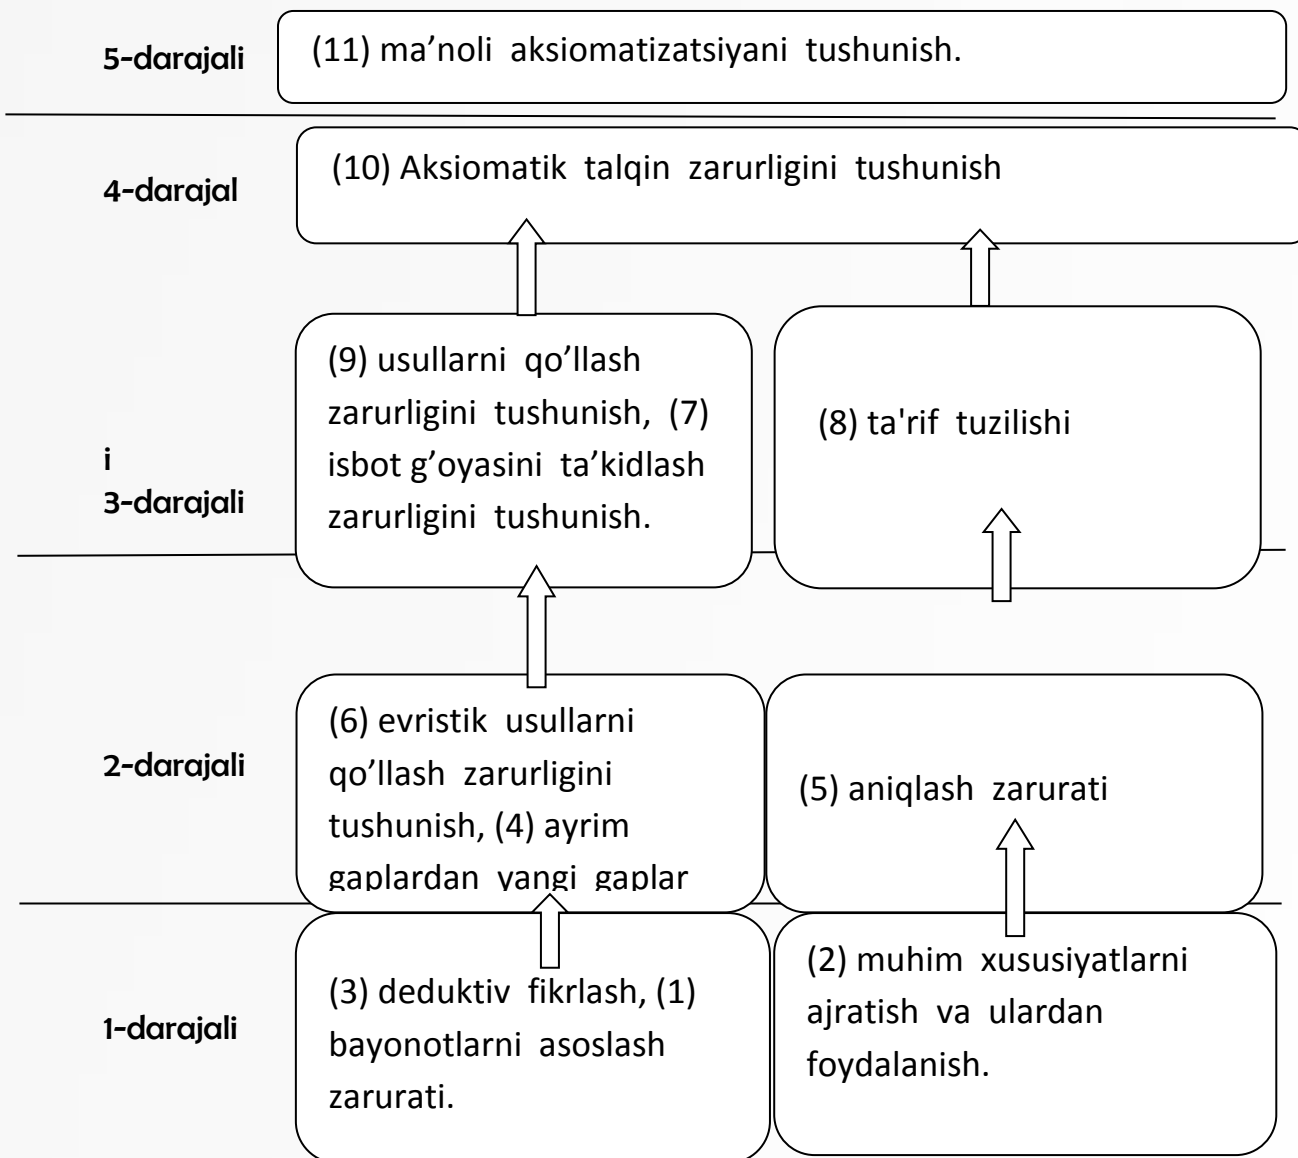 5-darajali
(11) ma’noli aksiomatizatsiyani tushunish.
4-darajal
(10) Aksiomatik talqin zarurligini tushunish
i
3-darajali
(9) usullarni qo’llash
zarurligini tushunish, (7)
isbot g’oyasini ta’kidlash
zarurligini tushunish.
(8) ta'rif tuzilishi
2-darajali
(6) evristik usullarni
qo’llash zarurligini
tushunish, (4) ayrim
gaplardan yangi gaplar
(5) aniqlash zarurati
1-darajali
(3) deduktiv fikrlash, (1)
bayonotlarni asoslash
zarurati.
(2) muhim xususiyatlarni
ajratish va ulardan
foydalanish.